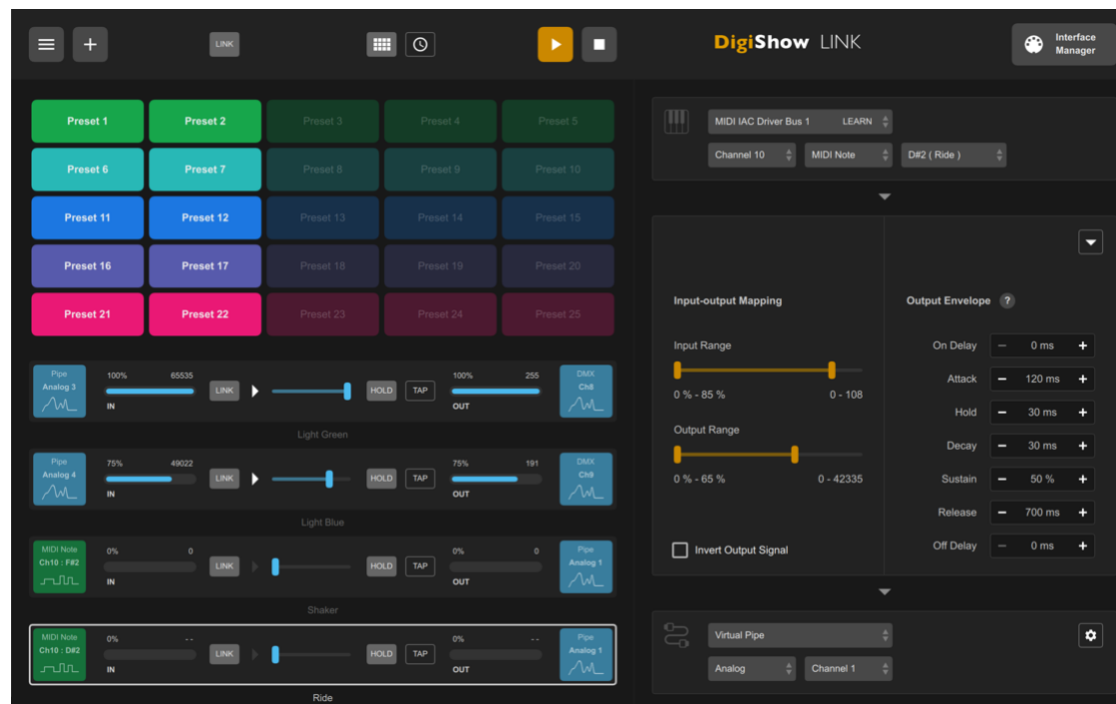 LINK
DigiShow LINK
Interface
Manager
Preset 1 Preset 2 Preset 3 Preset 4 Preset 5
Preset 6 Preset 7 Preset 8 Preset 9 Preset 10
Preset 11 Preset 12 Preset 13 Preset 14 Preset 15
Preset 16 Preset 17 Preset 18 Preset 19 Preset 20
Preset 21 Preset 22 Preset 23 Preset 24 Preset 25
Pipe
Analog 3
100% 65535
IN
LINK
HOLD TAP
100% 255
OUT
DMX
Ch8
Light Green
Pipe
Analog 4
75% 49022
IN
LINK
HOLD TAP
75% 191
OUT
DMX
Ch9
Light Blue
MIDI Note
Ch10 : F#2
0% 0
IN
LINK
HOLD TAP
0% 0
OUT
Pipe
Analog 1
Shaker
MIDI Note
Ch10 : D#2
0% --
IN
LINK
HOLD TAP
0% --
OUT
Pipe
Analog 1
Ride
MIDI IAC Driver Bus 1 LEARN
Channel 10 MIDI Note D#2 ( Ride )
Input-output Mapping
Input Range
0 % - 85 % 0 - 108
Output Range
0 % - 65 % 0 - 42335
Invert Output Signal
Output Envelope ?
On Delay − 0 ms +
Attack − 120 ms +
Hold − 30 ms +
Decay − 30 ms +
Sustain − 50 % +
Release − 700 ms +
Off Delay − 0 ms +
Virtual Pipe
Analog Channel 1